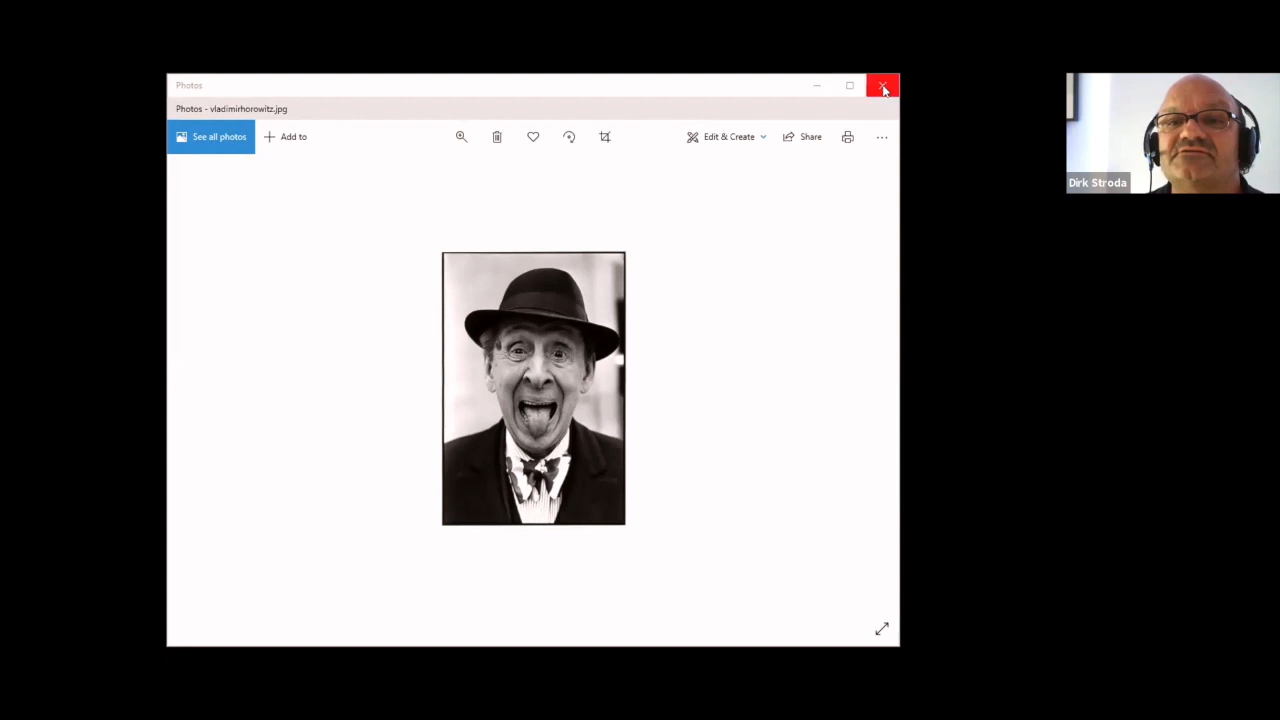 Photos
Photos - vladimirhorowitz.jpg
See all photos
Add to
Edit & Create
Share
Dirk Stroda